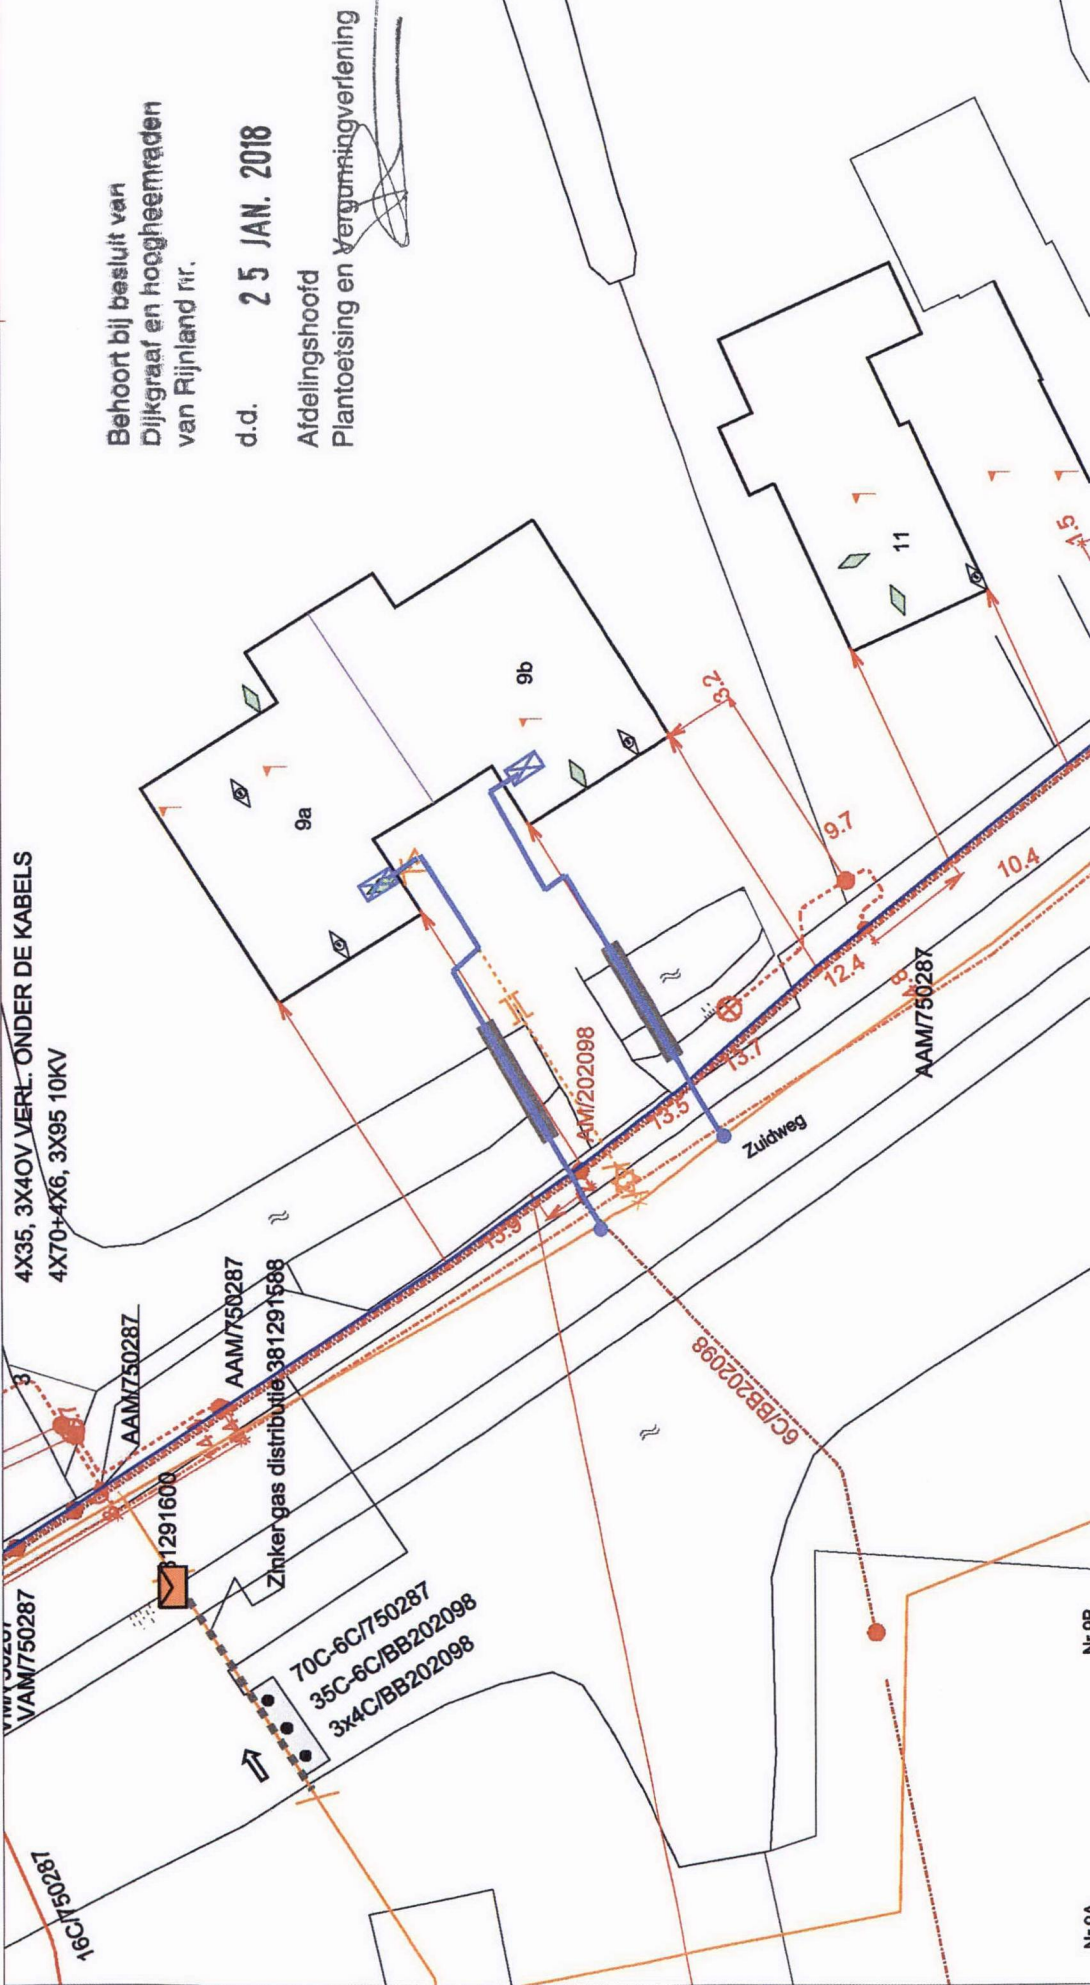 Behoort bij besluit van
Dijkgraaf en hoogheemraden
van Rijnland nr.
d.d. 25 JAN. 2018
Afdelingshoofd
Plantoetsing en Vergunningverlening
4X35, 3X4OV VERL. ONDER DE KABELS
4X70+4X6, 3X95 10KV
9a
9b
11
3.2
9.7
10.4
12.4
13.7
13.5
13.9
1.5
AM/202098
AAM/750287
Zuidweg
3
AAM/750287
AAM/750287
Zinkergas distributie 381291588
31291600
VAM/750287
70C-6C/750287
35C-6C/BB202098
3x4C/BB202098
6C/BB202098
16C/750287